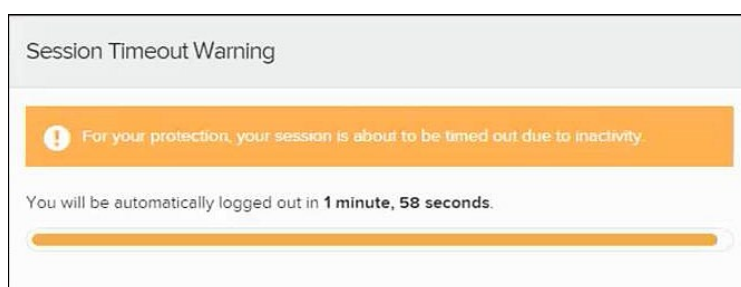 Session Timeout Warning
For your protection, your session is about to be timed out due to inactivity.
You will be automatically logged out in 1 minute, 58 seconds.